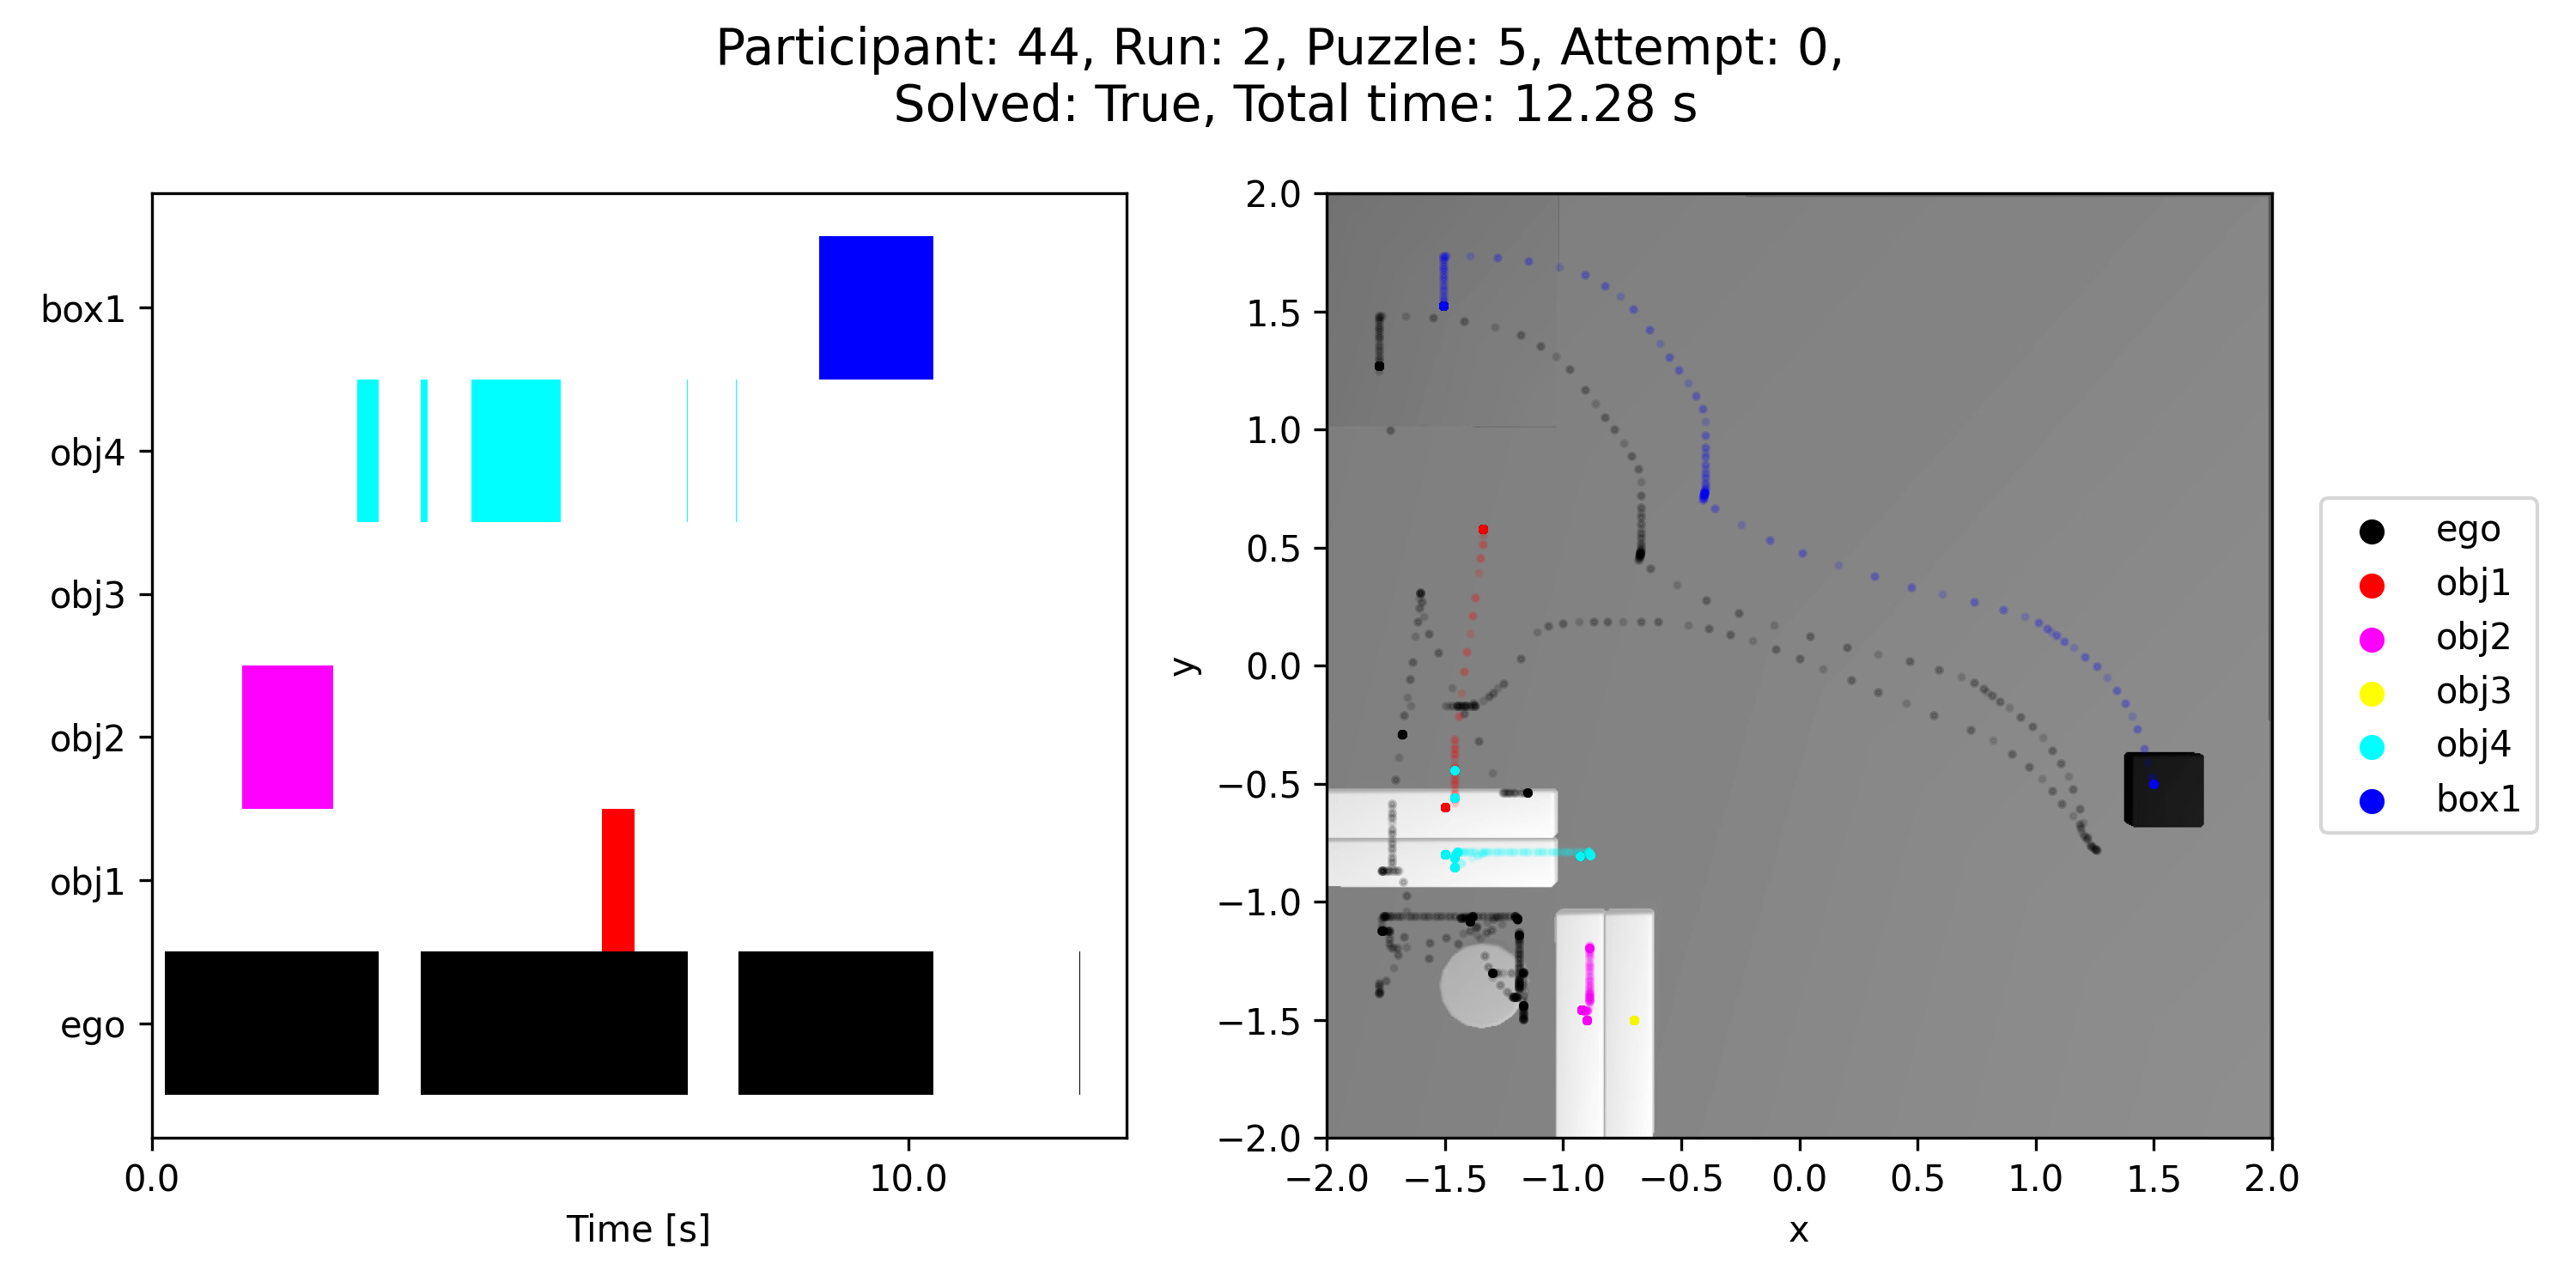 Participant: 44, Run: 2, Puzzle: 5, Attempt: 0,
Solved: True, Total time: 12.28 s
box1
obj4
obj3
obj2
obj1
ego
0.0
10.0
Time [s]
2.0
1.5
1.0
0.5
0.0
−0.5
−1.0
−1.5
−2.0
y
−2.0
−1.5
−1.0
−0.5
0.0
0.5
1.0
1.5
2.0
x
ego
obj1
obj2
obj3
obj4
box1